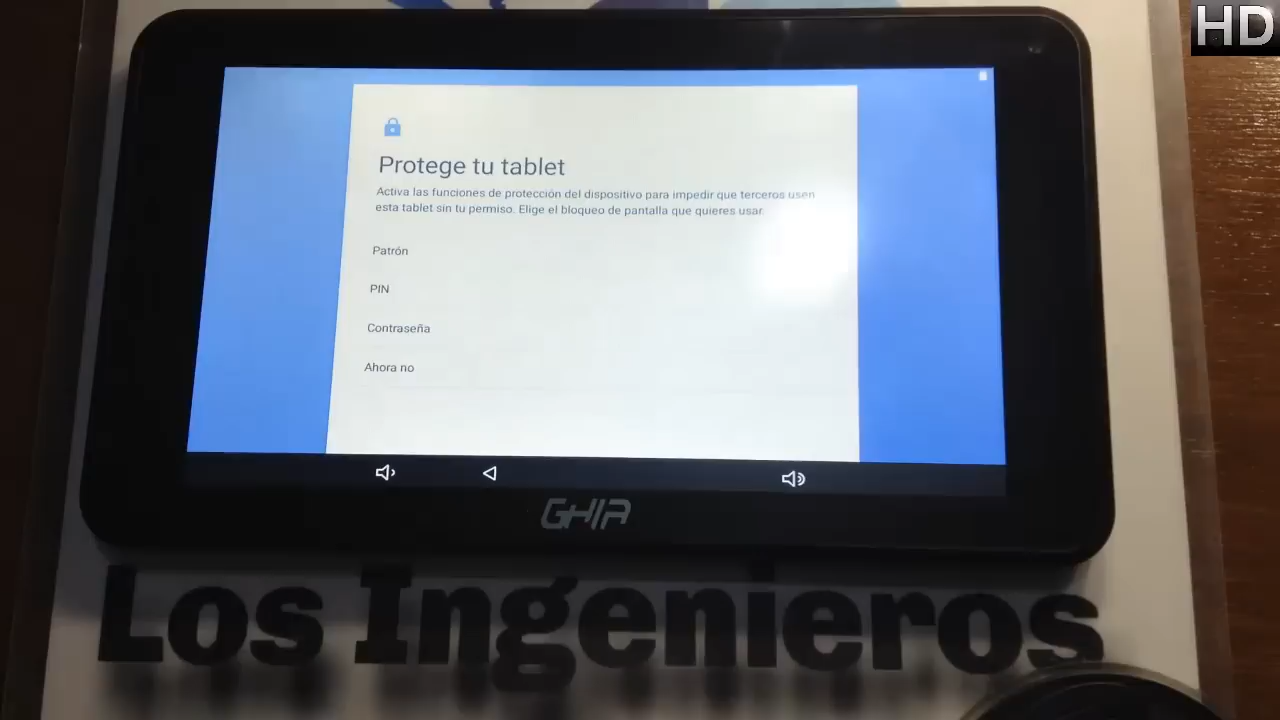 HD
Protege tu tablet
Activa las funciones de protección del dispositivo para impedir que terceros usen
esta tablet sin tu permiso. Elige el bloqueo de pantalla que quieres usar.
Patrón
PIN
Contraseña
Ahora no
GHIA
Los Ingenieros